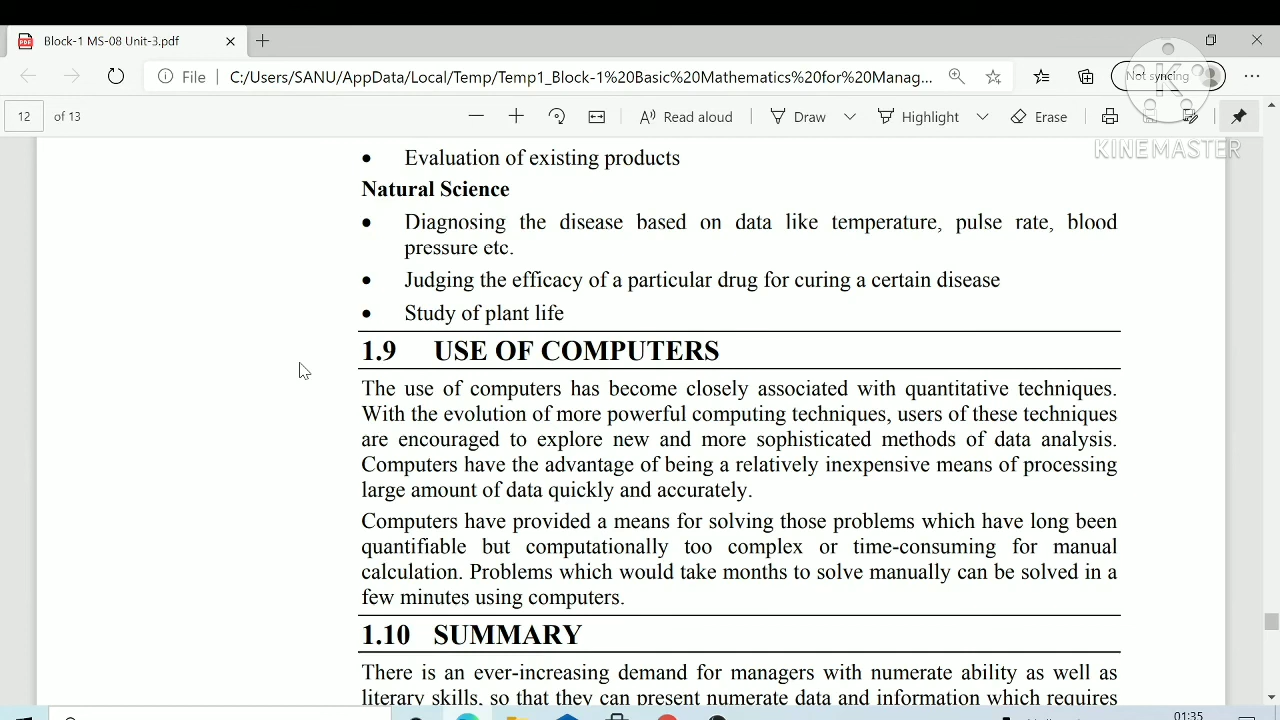 Block-1 MS-08 Unit-3.pdf
File C:/Users/SANU/AppData/Local/Temp/Temp1_Block-1%20Basic%20Mathematics%20for%20Manag... Not syncing
12 of 13 Read aloud Draw Highlight Erase
KINEMASTER
• Evaluation of existing products
Natural Science
• Diagnosing the disease based on data like temperature, pulse rate, blood
pressure etc.
• Judging the efficacy of a particular drug for curing a certain disease
• Study of plant life
1.9 USE OF COMPUTERS
The use of computers has become closely associated with quantitative techniques.
With the evolution of more powerful computing techniques, users of these techniques
are encouraged to explore new and more sophisticated methods of data analysis.
Computers have the advantage of being a relatively inexpensive means of processing
large amount of data quickly and accurately.
Computers have provided a means for solving those problems which have long been
quantifiable but computationally too complex or time-consuming for manual
calculation. Problems which would take months to solve manually can be solved in a
few minutes using computers.
1.10 SUMMARY
There is an ever-increasing demand for managers with numerate ability as well as
literary skills, so that they can present numerate data and information which requires
01:35